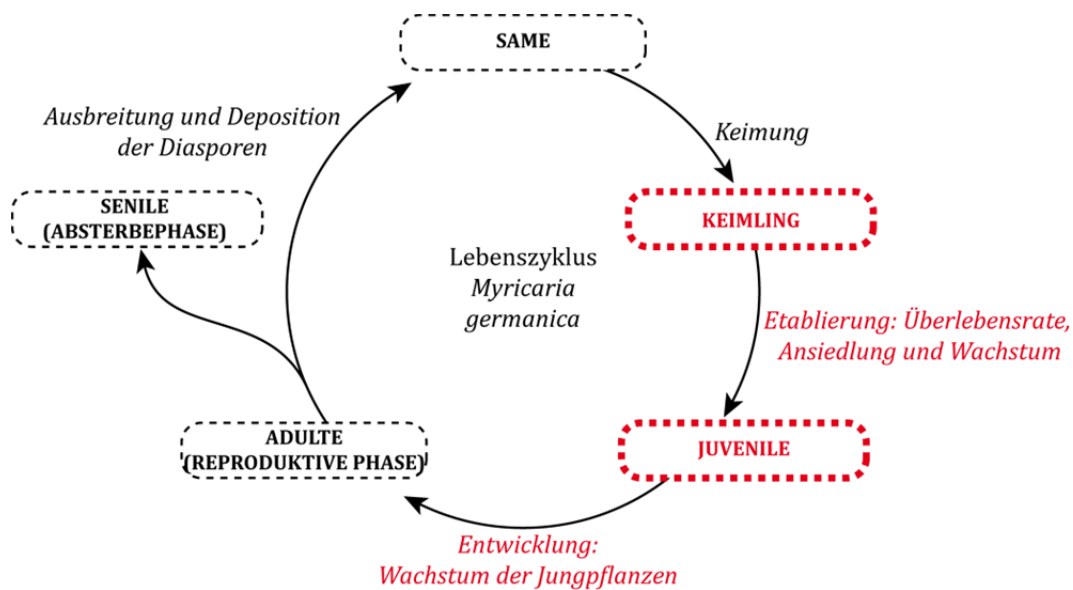 SAME
Ausbreitung und Deposition
der Diasporen
Keimung
SENILE
(ABSTERBEPHASE)
KEIMLING
Lebenszyklus
Myricaria
germanica
Etablierung: Überlebensrate,
Ansiedlung und Wachstum
ADULTE
(REPRODUKTIVE PHASE)
JUVENILE
Entwicklung:
Wachstum der Jungpflanzen